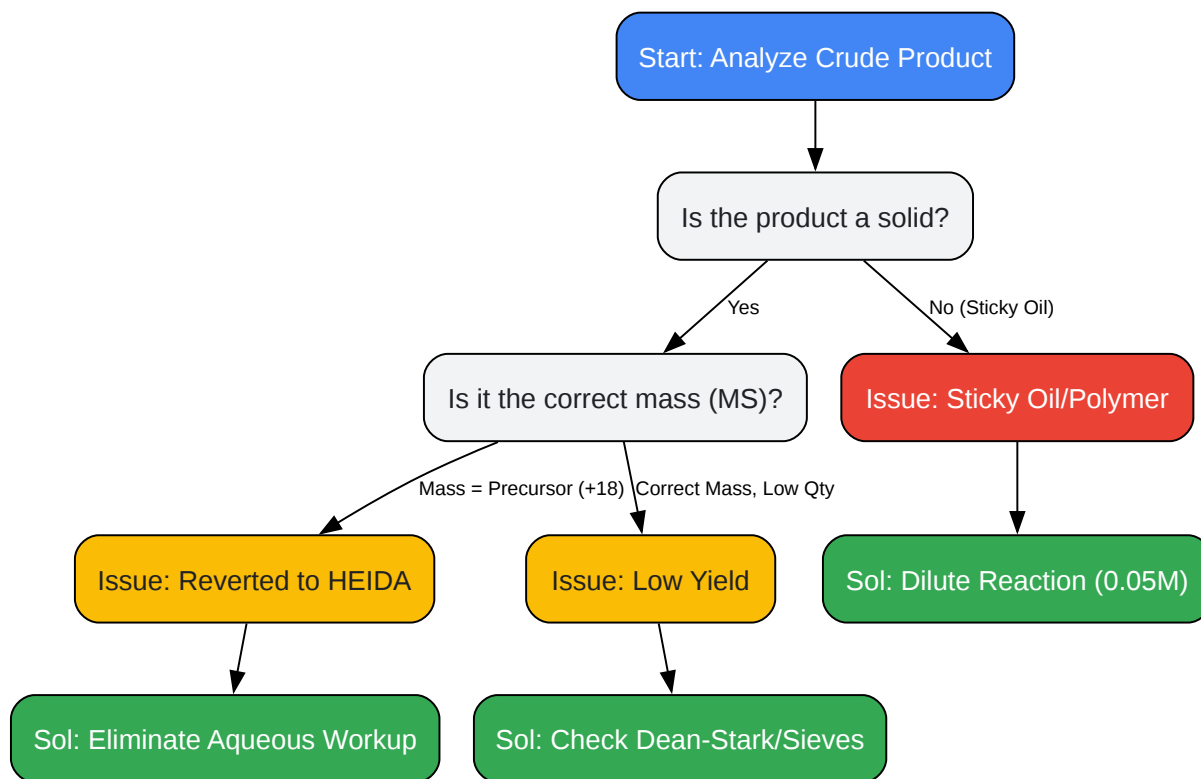 Start: Analyze Crude Product
Is the product a solid?
Yes
No (Sticky Oil)
Is it the correct mass (MS)?
Issue: Sticky Oil/Polymer
Mass = Precursor (+18)
Correct Mass, Low Qty
Issue: Reverted to HEIDA
Issue: Low Yield
Sol: Dilute Reaction (0.05M)
Sol: Eliminate Aqueous Workup
Sol: Check Dean-Stark/Sieves